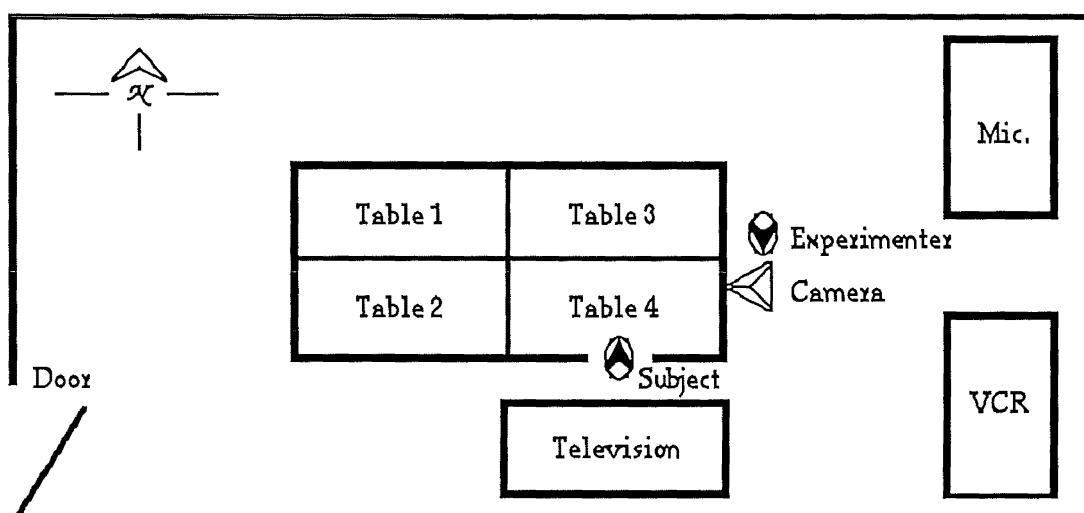 N
Mic.
Table 1
Table 3
Experimenter
Camera
Table 2
Table 4
Door
Subject
VCR
Television